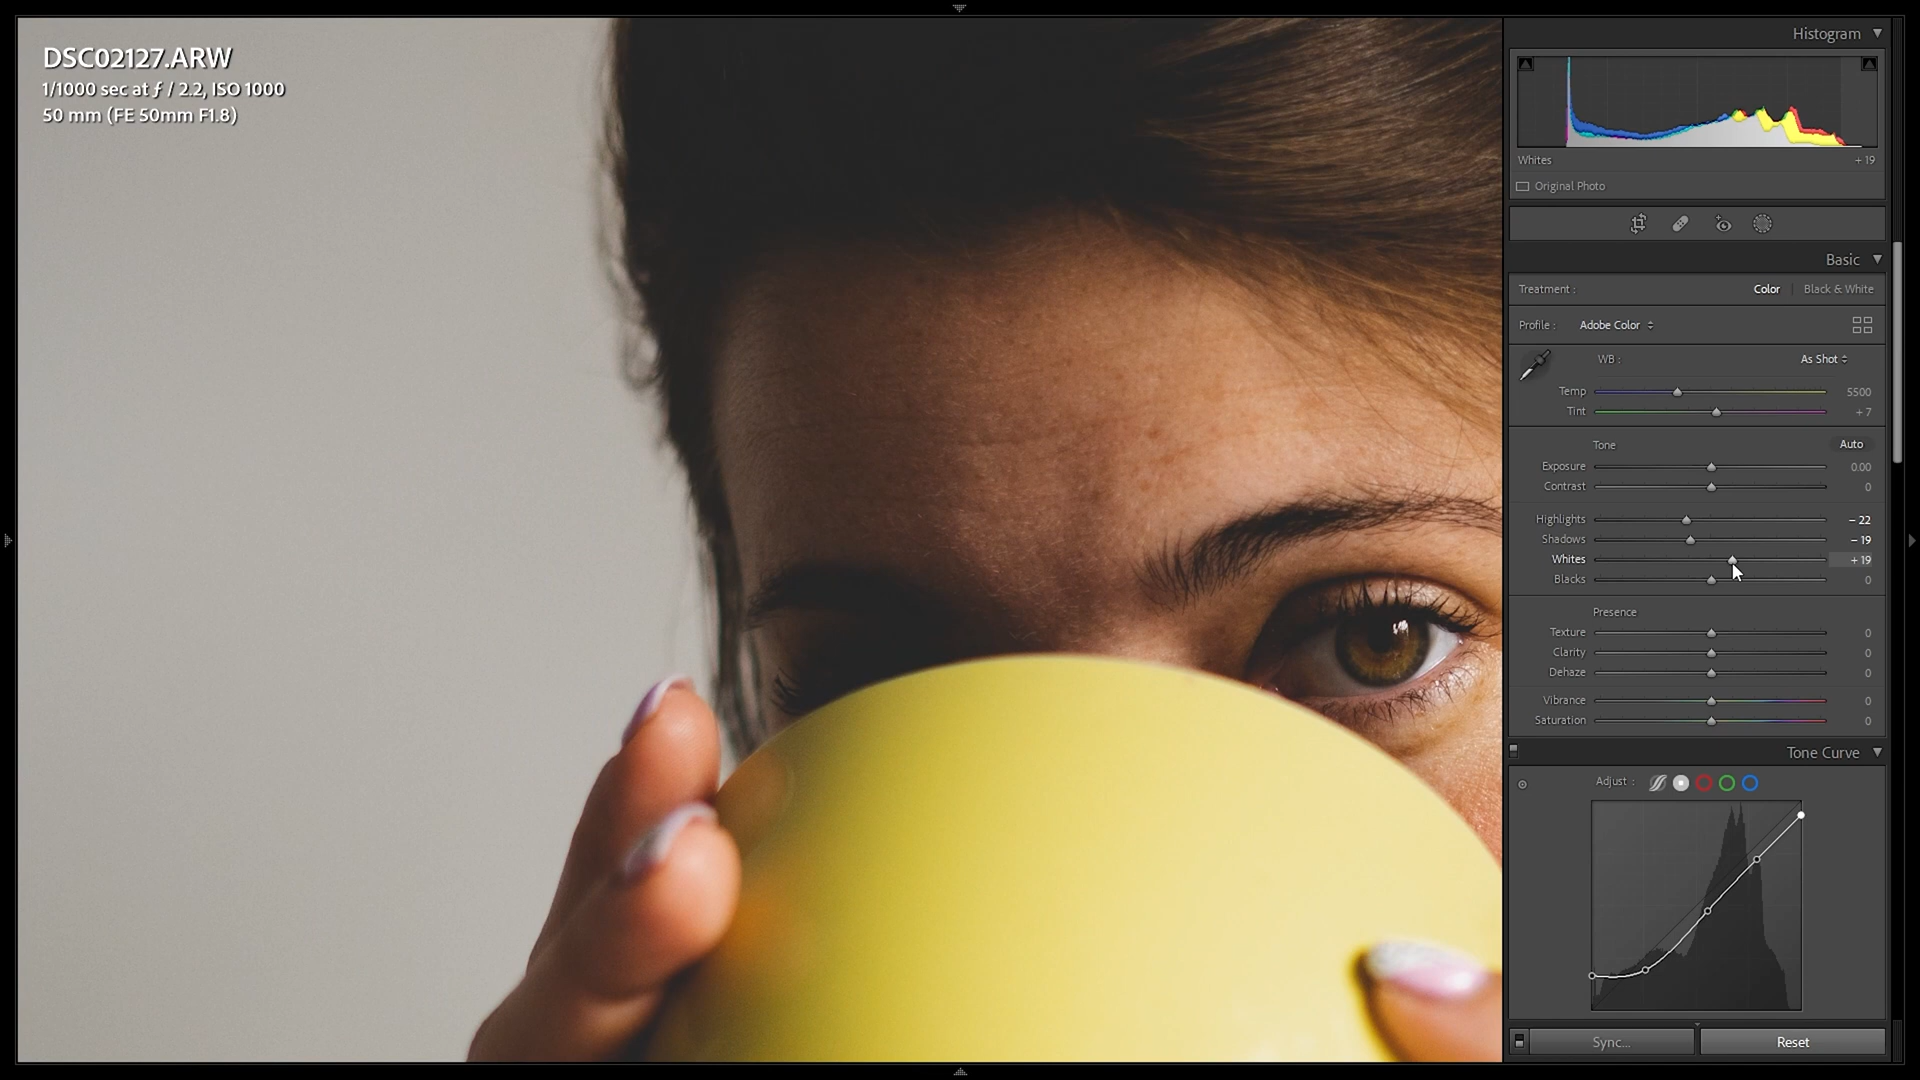 DSC02127.ARW
1/1000 sec at ƒ / 2.2, ISO 1000
50 mm (FE 50mm F1.8)
Histogram
Whites + 19
Original Photo
Basic
Treatment : Color Black & White
Profile : Adobe Color
WB : As Shot
Temp 5500
Tint + 7
Tone Auto
Exposure 0.00
Contrast 0
Highlights − 22
Shadows − 19
Whites + 19
Blacks 0
Presence
Texture 0
Clarity 0
Dehaze 0
Vibrance 0
Saturation 0
Tone Curve
Adjust :
Sync... Reset